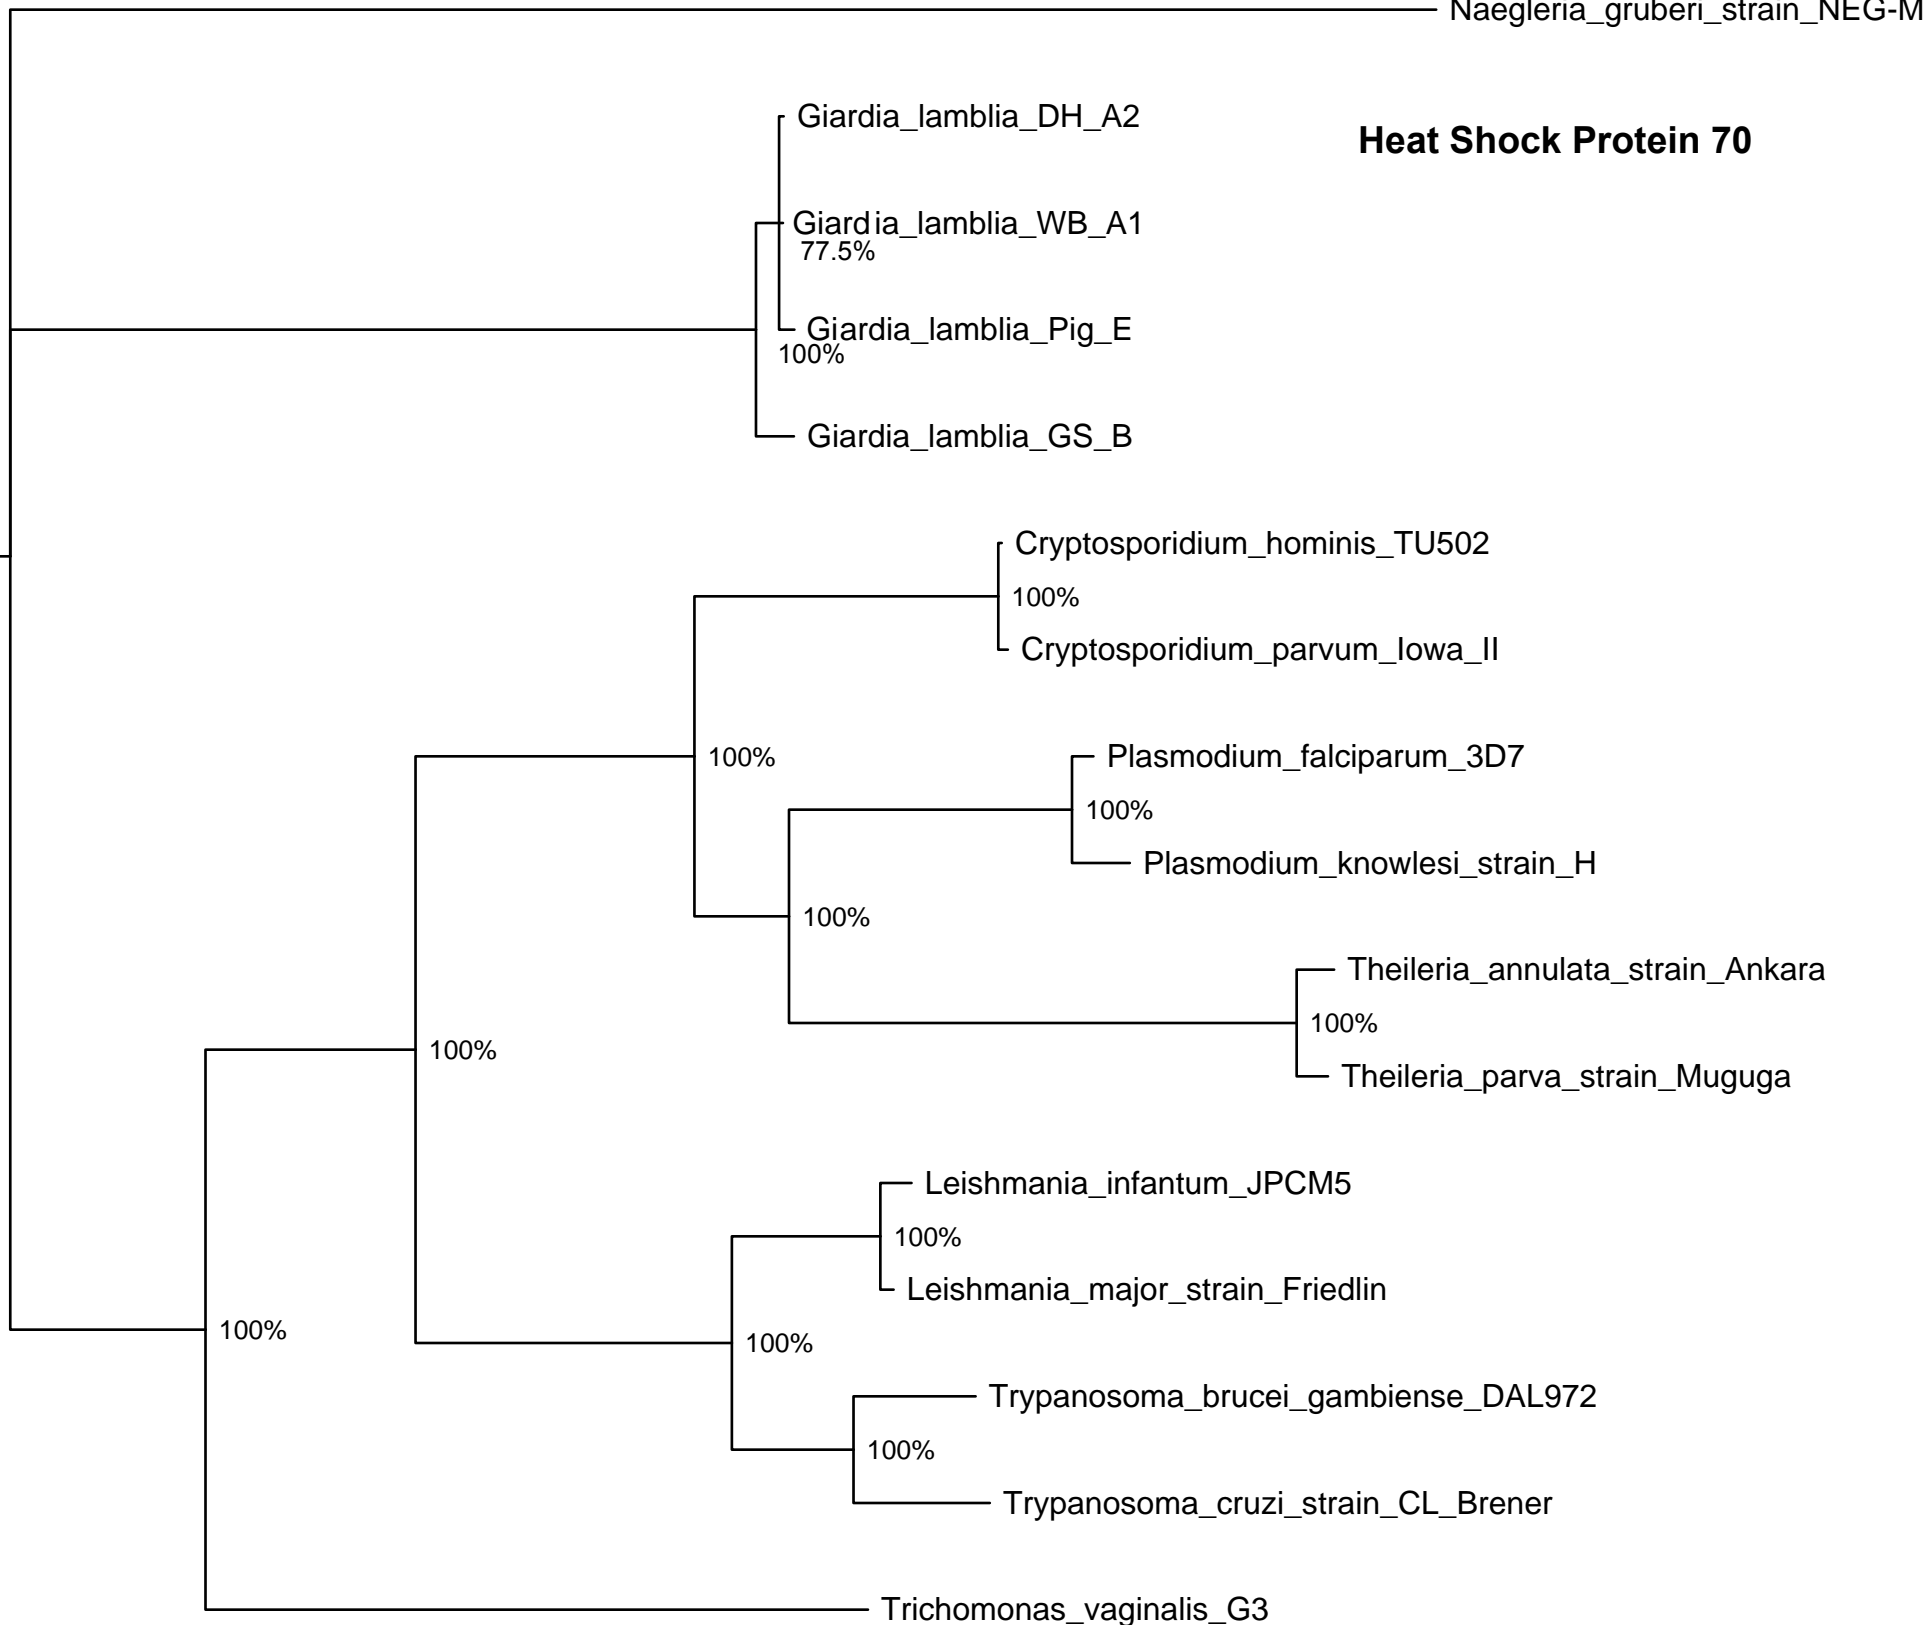 Naegleria_gruberi_strain_NEG-M
Giardia_lamblia_DH_A2
Heat Shock Protein 70
Giardia_lamblia_WB_A1
77.5%
Giardia_lamblia_Pig_E
100%
Giardia_lamblia_GS_B
Cryptosporidium_hominis_TU502
100%
Cryptosporidium_parvum_Iowa_II
Plasmodium_falciparum_3D7
100%
100%
Plasmodium_knowlesi_strain_H
100%
Theileria_annulata_strain_Ankara
100%
100%
Theileria_parva_strain_Muguga
Leishmania_infantum_JPCM5
100%
Leishmania_major_strain_Friedlin
100%
100%
Trypanosoma_brucei_gambiense_DAL972
100%
Trypanosoma_cruzi_strain_CL_Brener
Trichomonas_vaginalis_G3